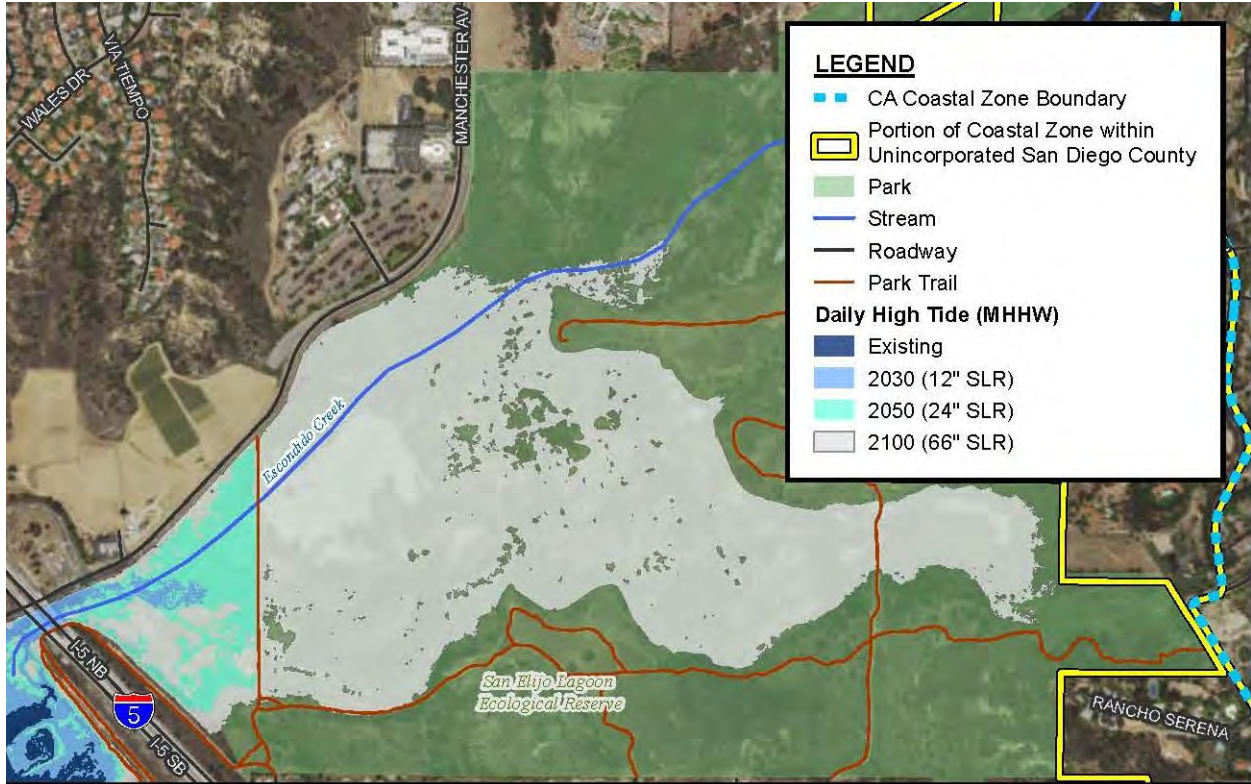 WALES DR
VIA TIEMPO
MANCHESTER AV
LEGEND
CA Coastal Zone Boundary
Portion of Coastal Zone within
Unincorporated San Diego County
Park
Stream
Roadway
Park Trail
Daily High Tide (MHHW)
Existing
2030 (12" SLR)
2050 (24" SLR)
2100 (66" SLR)
Escondido Creek
I-5 NB
5
I-5 SB
San Elijo Lagoon
Ecological Reserve
RANCHO SERENA